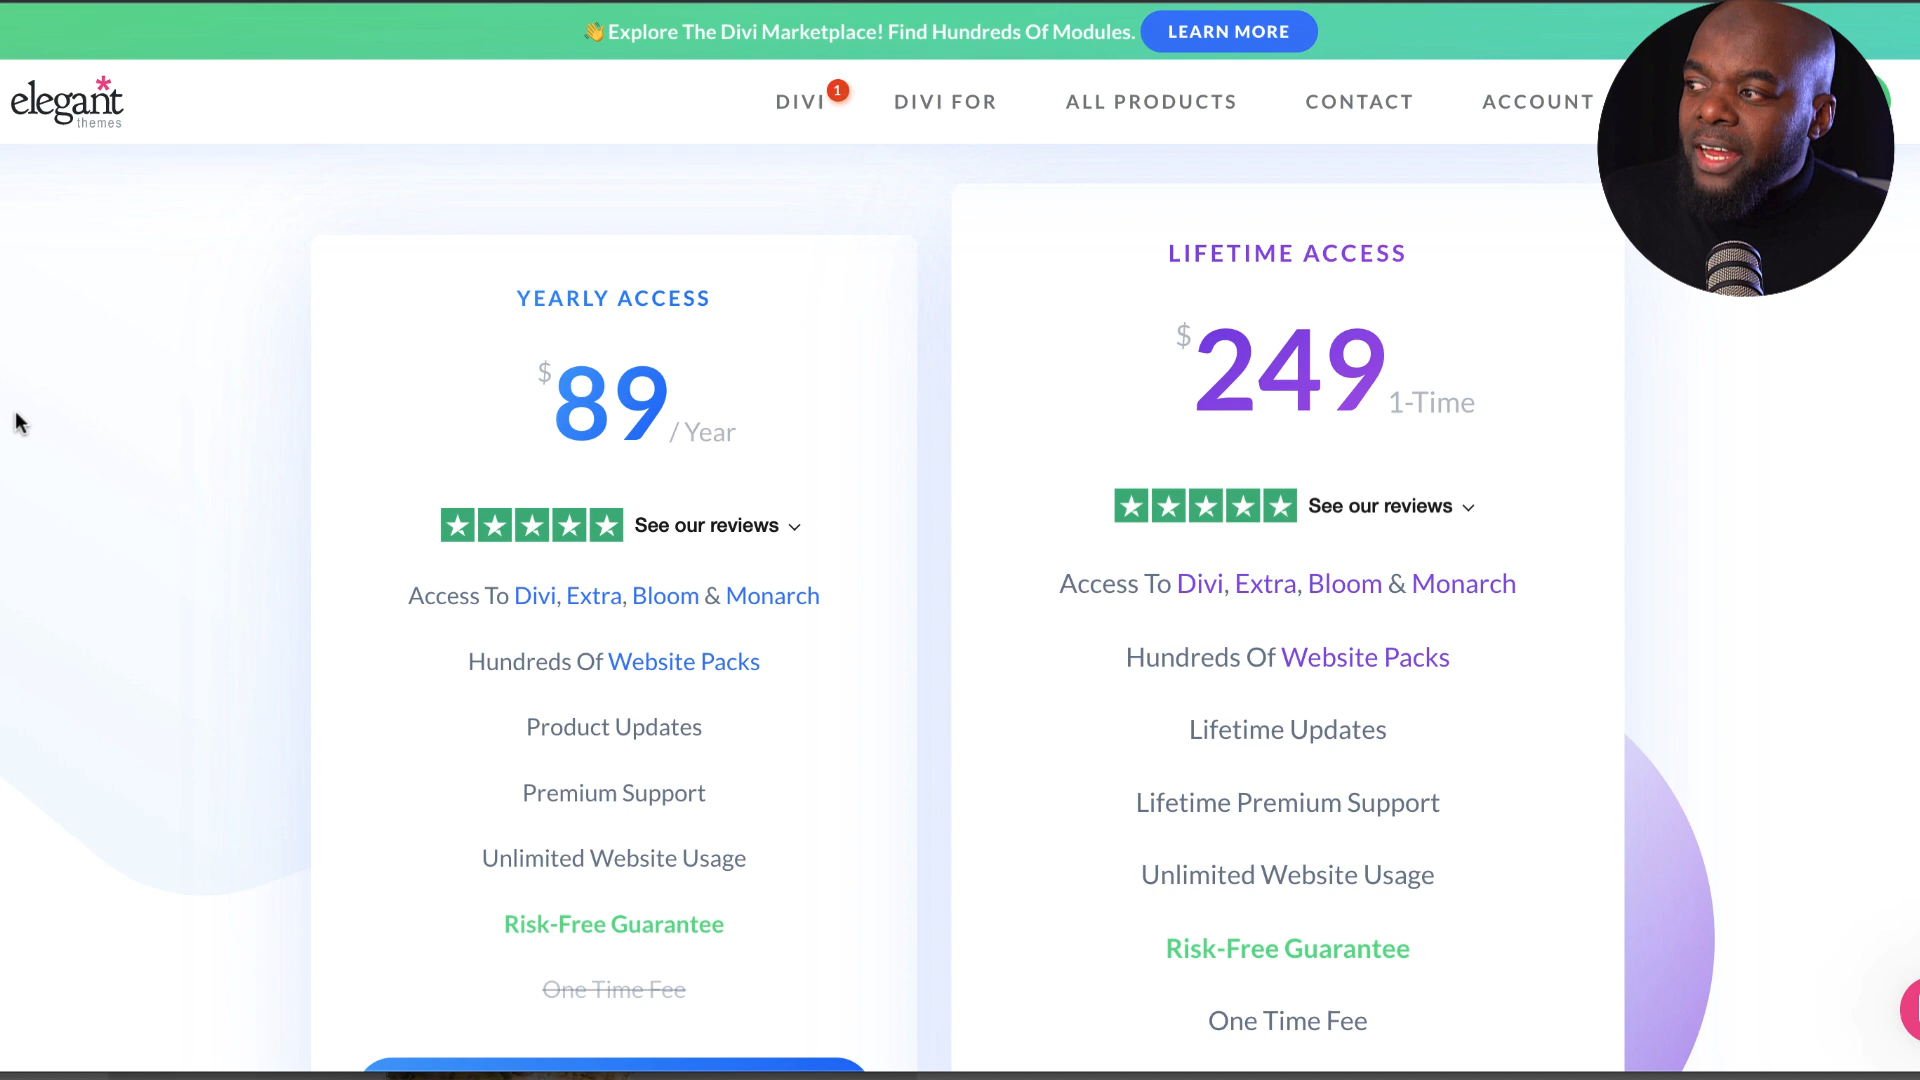 👋 Explore The Divi Marketplace! Find Hundreds Of Modules. LEARN MORE
elegant themes
DIVI 1 DIVI FOR ALL PRODUCTS CONTACT ACCOUNT
YEARLY ACCESS
$89 / Year
See our reviews
Access To Divi, Extra, Bloom & Monarch
Hundreds Of Website Packs
Product Updates
Premium Support
Unlimited Website Usage
Risk-Free Guarantee
One Time Fee
LIFETIME ACCESS
$249 1-Time
See our reviews
Access To Divi, Extra, Bloom & Monarch
Hundreds Of Website Packs
Lifetime Updates
Lifetime Premium Support
Unlimited Website Usage
Risk-Free Guarantee
One Time Fee